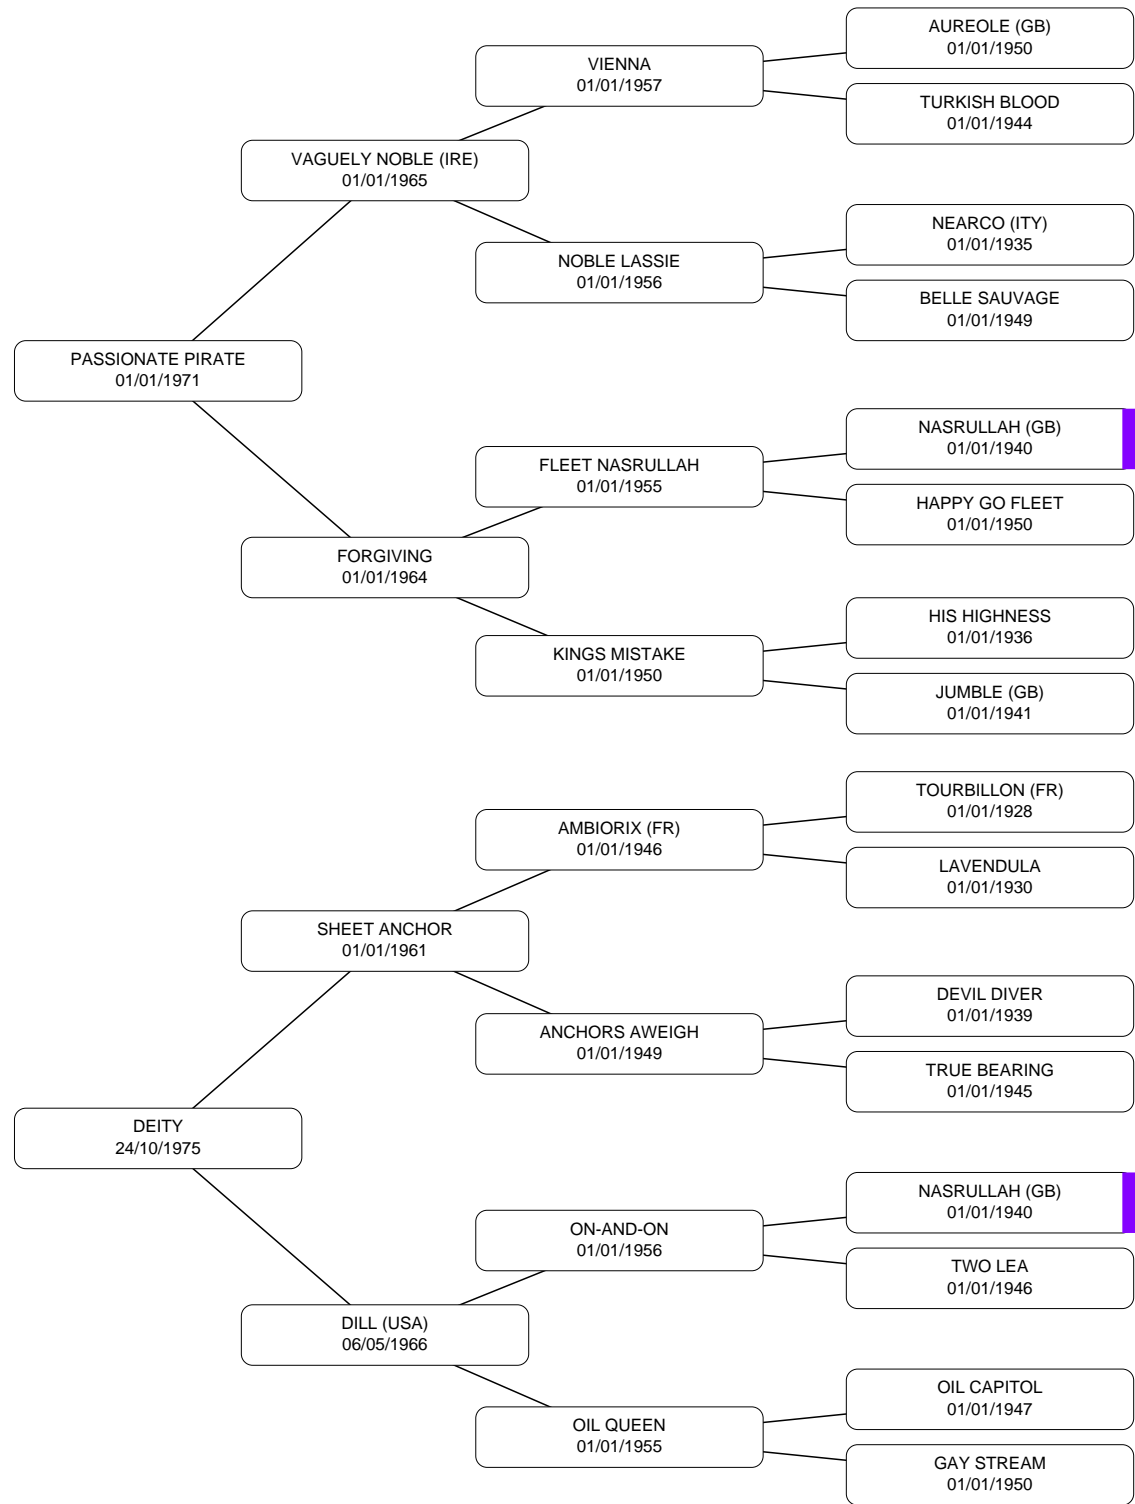 AUREOLE (GB)
01/01/1950
VIENNA
01/01/1957
TURKISH BLOOD
01/01/1944
VAGUELY NOBLE (IRE)
01/01/1965
NEARCO (ITY)
01/01/1935
NOBLE LASSIE
01/01/1956
BELLE SAUVAGE
01/01/1949
PASSIONATE PIRATE
01/01/1971
NASRULLAH (GB)
01/01/1940
FLEET NASRULLAH
01/01/1955
HAPPY GO FLEET
01/01/1950
FORGIVING
01/01/1964
HIS HIGHNESS
01/01/1936
KINGS MISTAKE
01/01/1950
JUMBLE (GB)
01/01/1941
TOURBILLON (FR)
01/01/1928
AMBIORIX (FR)
01/01/1946
LAVENDULA
01/01/1930
SHEET ANCHOR
01/01/1961
DEVIL DIVER
01/01/1939
ANCHORS AWEIGH
01/01/1949
TRUE BEARING
01/01/1945
DEITY
24/10/1975
NASRULLAH (GB)
01/01/1940
ON-AND-ON
01/01/1956
TWO LEA
01/01/1946
DILL (USA)
06/05/1966
OIL CAPITOL
01/01/1947
OIL QUEEN
01/01/1955
GAY STREAM
01/01/1950